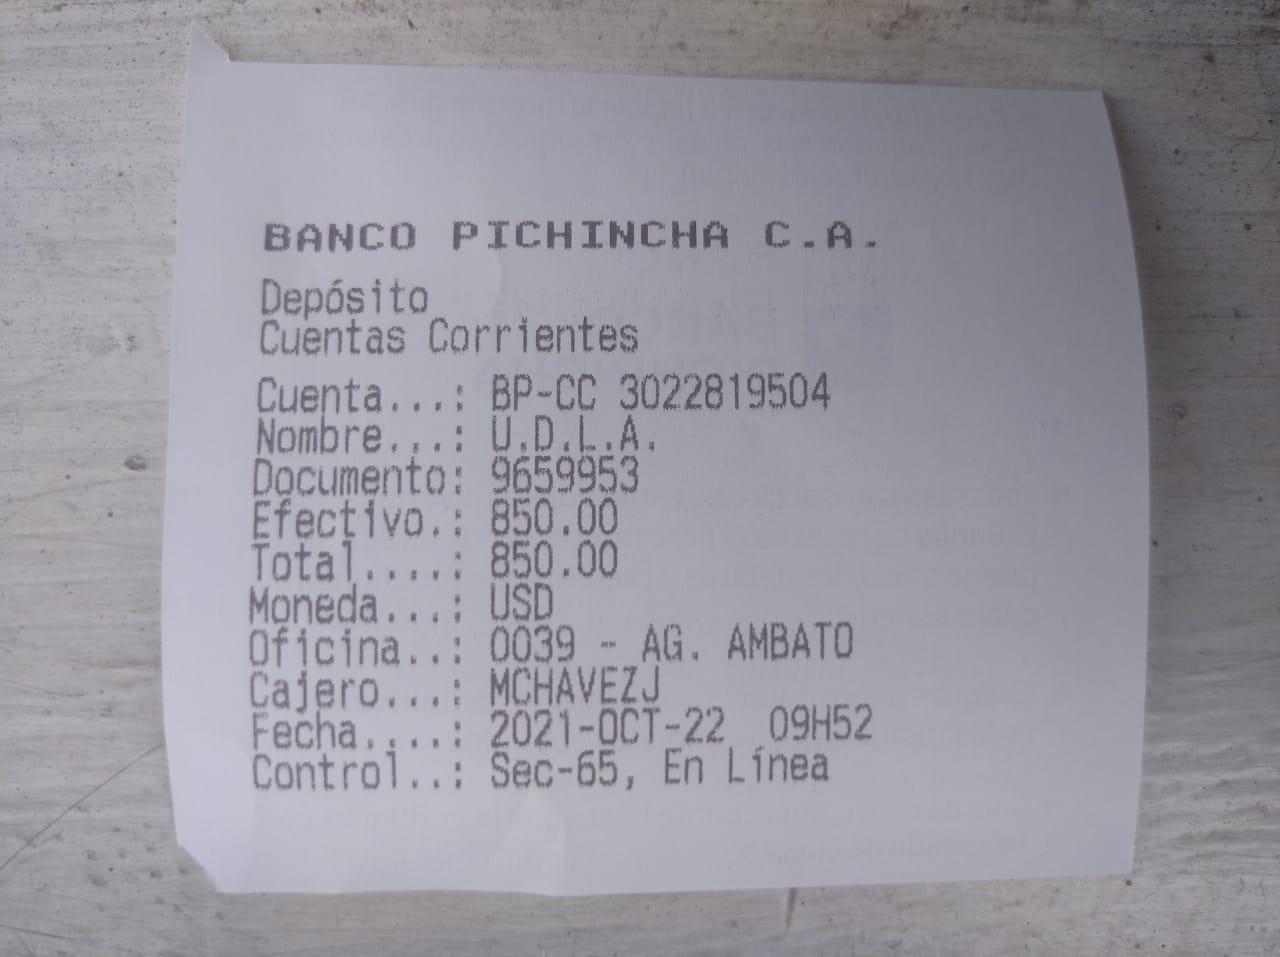 BANCO PICHINCHA C.A.
Depósito
Cuentas Corrientes
Cuenta...: BP-CC 3022819504
Nombre...: U.D.L.A.
Documento: 9659953
Efectivo.: 850.00
Total....: 850.00
Moneda...: USD
Oficina..: 0039 - AG. AMBATO
Cajero...: MCHAVEZJ
Fecha....: 2021-OCT-22  09H52
Control..: Sec-65, En Línea